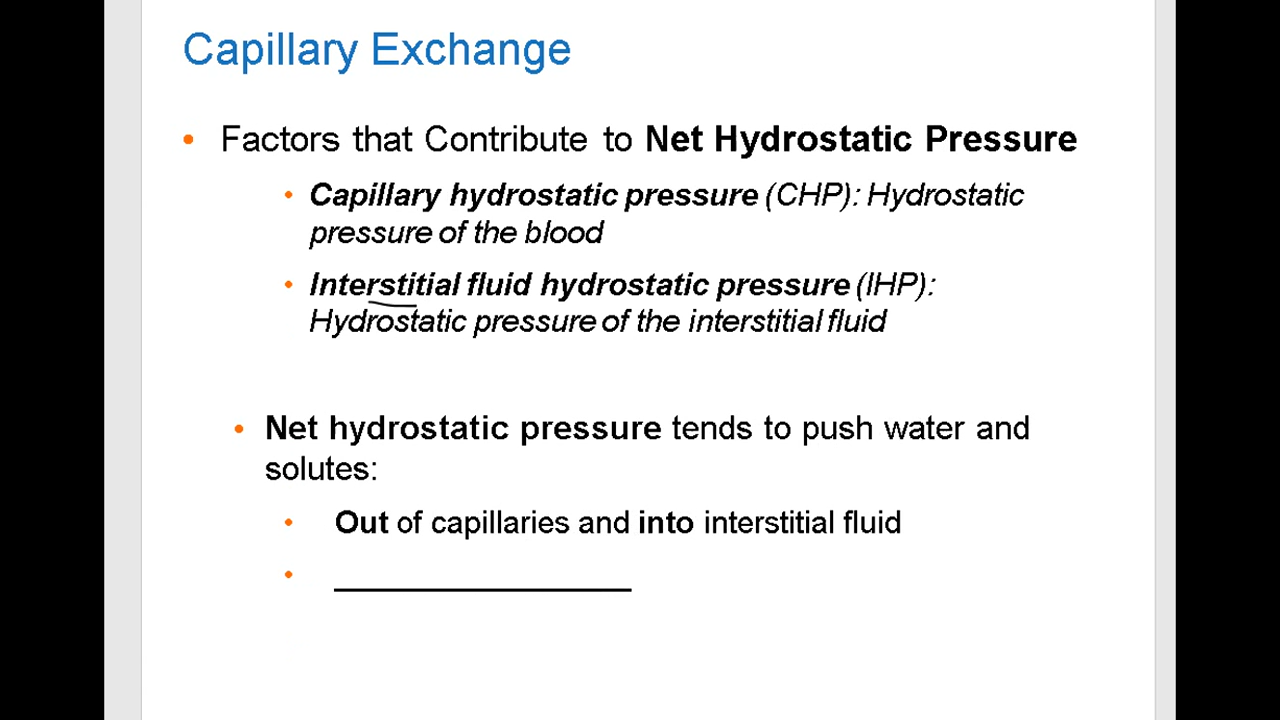 Capillary Exchange
• Factors that Contribute to Net Hydrostatic Pressure
• Capillary hydrostatic pressure (CHP): Hydrostatic
pressure of the blood
• Interstitial fluid hydrostatic pressure (IHP):
Hydrostatic pressure of the interstitial fluid
• Net hydrostatic pressure tends to push water and
solutes:
• Out of capillaries and into interstitial fluid
• __________________